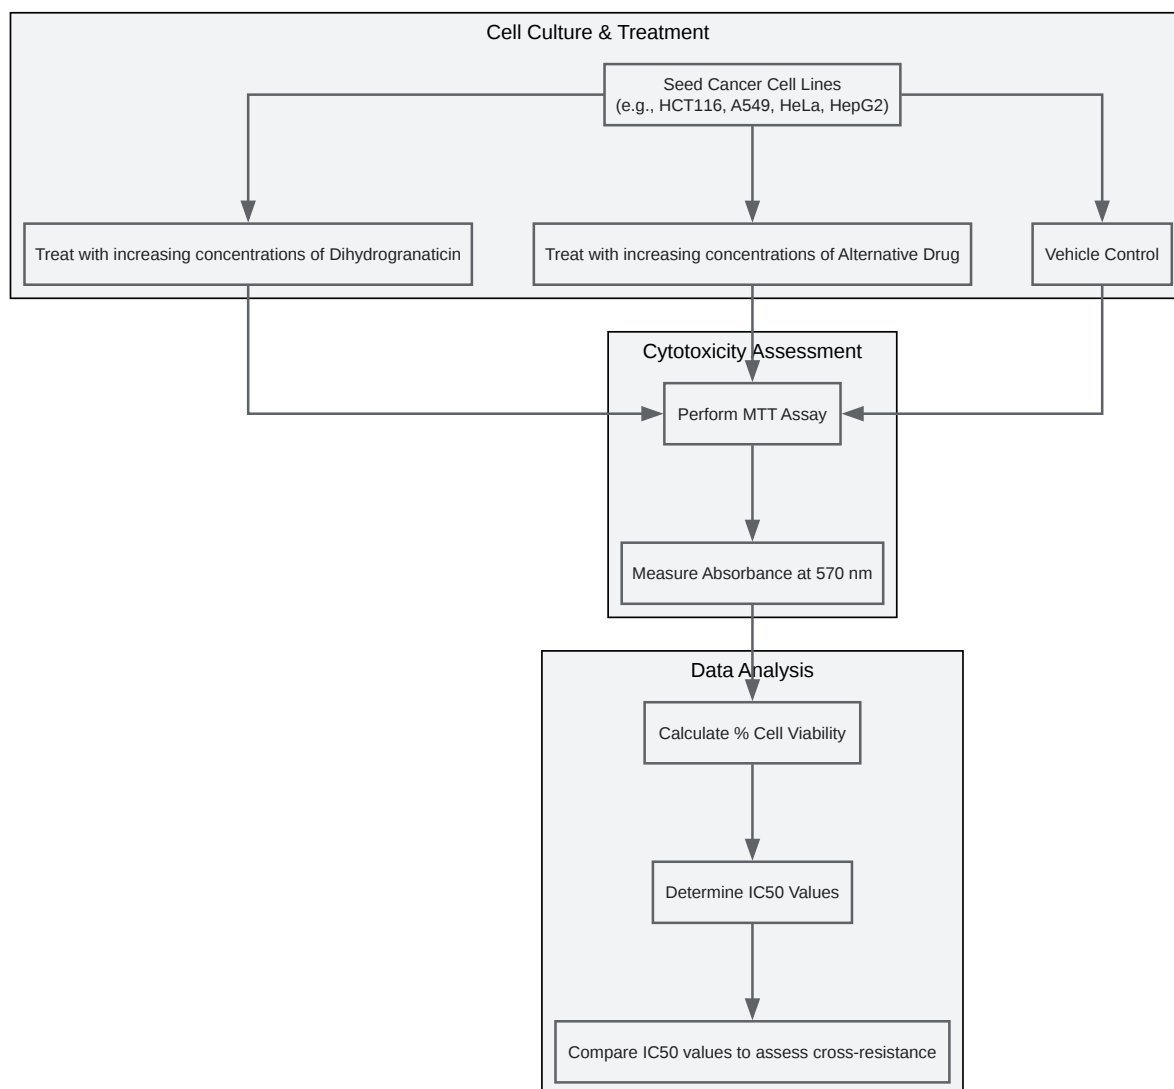 Cell Culture & Treatment
Seed Cancer Cell Lines
(e.g., HCT116, A549, HeLa, HepG2)
Treat with increasing concentrations of Dihydrogranaticin
Treat with increasing concentrations of Alternative Drug
Vehicle Control
Cytotoxicity Assessment
Perform MTT Assay
Measure Absorbance at 570 nm
Data Analysis
Calculate % Cell Viability
Determine IC50 Values
Compare IC50 values to assess cross-resistance